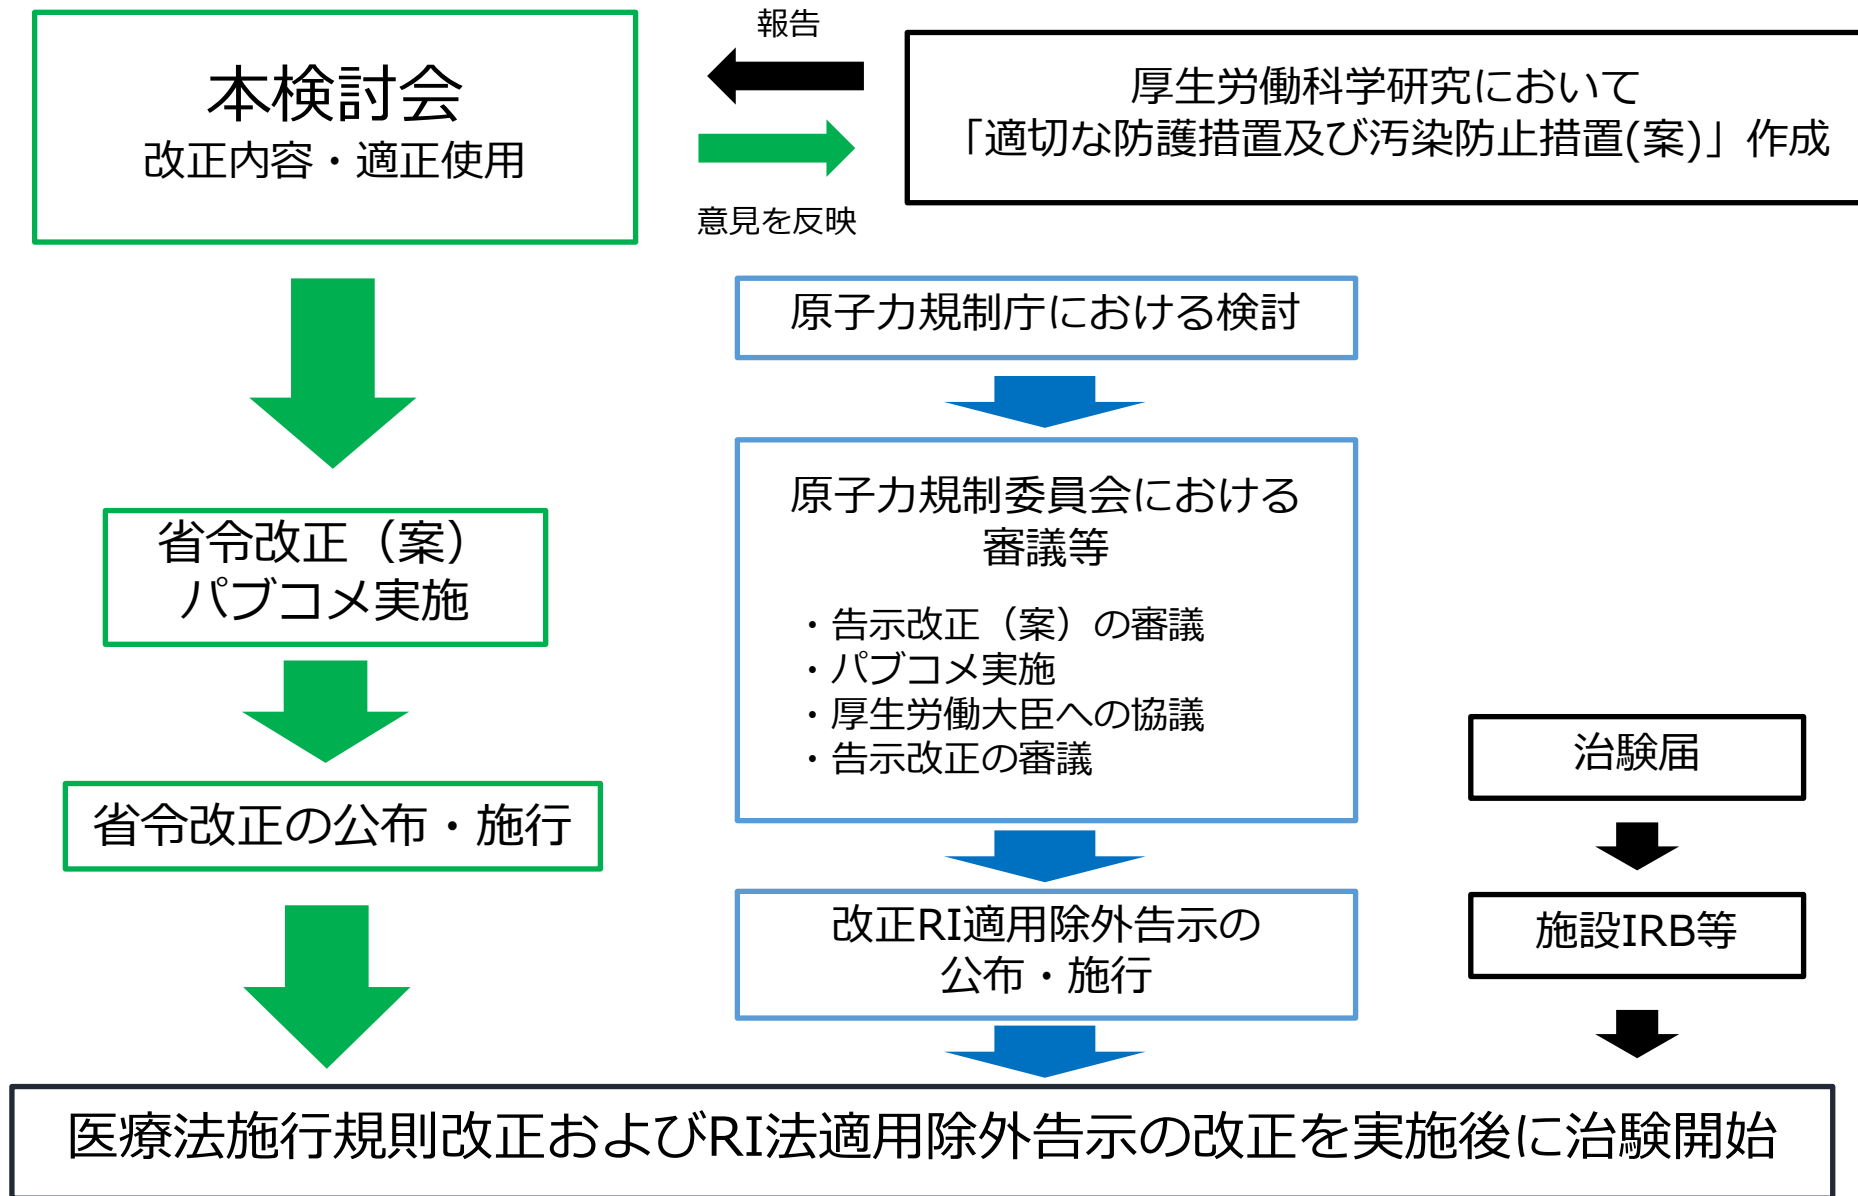 本検討会
改正内容・適正使用
報告
意見を反映
厚生労働科学研究において
「適切な防護措置及び汚染防止措置(案)」作成
省令改正（案）
パブコメ実施
省令改正の公布・施行
原子力規制庁における検討
原子力規制委員会における
審議等
・告示改正（案）の審議
・パブコメ実施
・厚生労働大臣への協議
・告示改正の審議
改正RI適用除外告示の
公布・施行
治験届
施設IRB等
医療法施行規則改正およびRI法適用除外告示の改正を実施後に治験開始